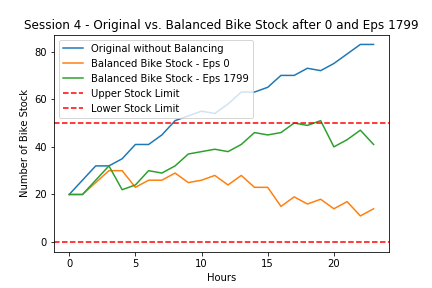 Session 4 - Original vs. Balanced Bike Stock after 0 and Eps 1799
Original without Balancing
Balanced Bike Stock - Eps 0
Balanced Bike Stock - Eps 1799
Upper Stock Limit
Lower Stock Limit
Number of Bike Stock
80
60
40
20
0
0 5 10 15 20
Hours